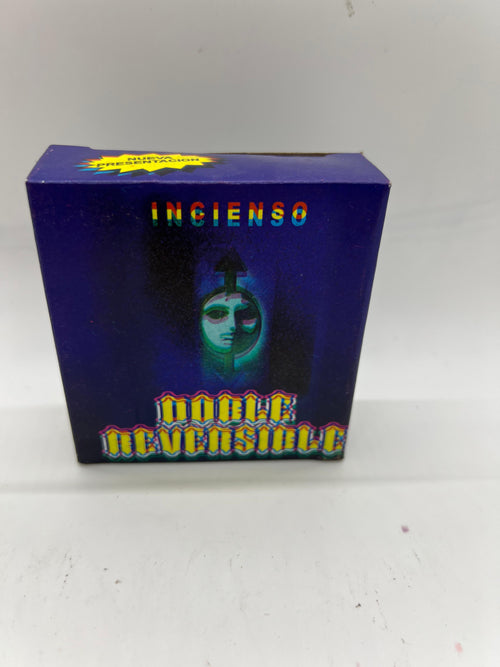 NUEVA
PRESENTACION
INCIENSO
DOBLE
REVERSIBLE